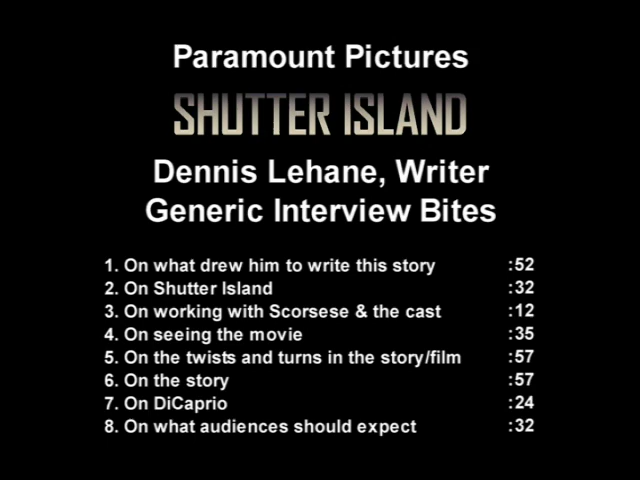 Paramount Pictures
SHUTTER ISLAND
Dennis Lehane, Writer
Generic Interview Bites
1. On what drew him to write this story :52
2. On Shutter Island :32
3. On working with Scorsese & the cast :12
4. On seeing the movie :35
5. On the twists and turns in the story/film :57
6. On the story :57
7. On DiCaprio :24
8. On what audiences should expect :32